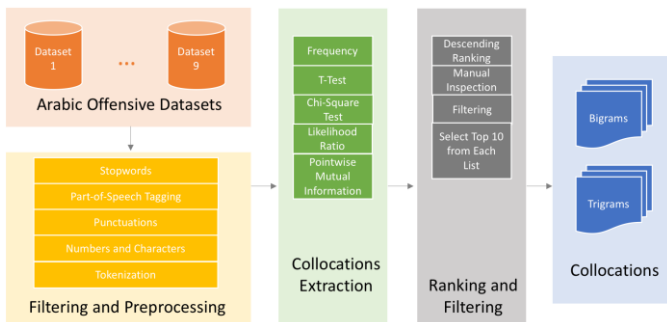 Dataset
1
...
Dataset
9
Arabic Offensive Datasets
Stopwords
Part-of-Speech Tagging
Punctuations
Numbers and Characters
Tokenization
Filtering and Preprocessing
Frequency
T-Test
Chi-Square
Test
Likelihood
Ratio
Pointwise
Mutual
Information
Collocations
Extraction
Descending
Ranking
Manual
Inspection
Filtering
Select Top 10
from Each
List
Ranking and
Filtering
Bigrams
Trigrams
Collocations